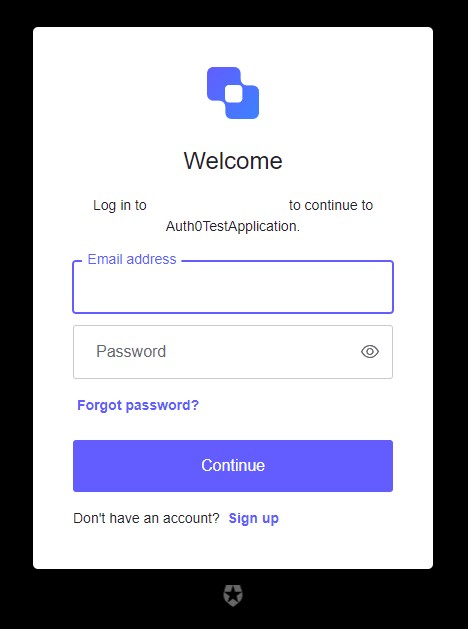 Welcome
Log in to to continue to
Auth0TestApplication.
Email address
Password
Forgot password?
Continue
Don't have an account? Sign up